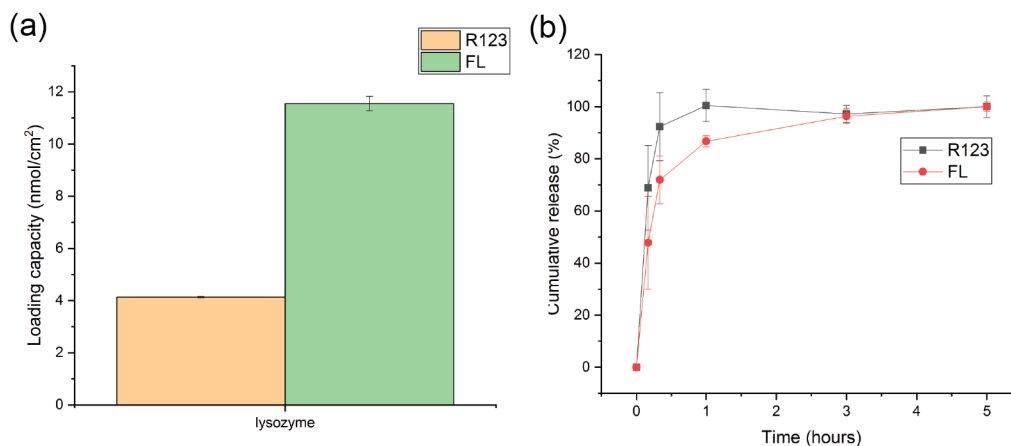 (a)
R123
FL
Loading capacity (nmol/cm²)
12
10
8
6
4
2
0
lysozyme
(b)
120
100
80
60
40
20
0
Cumulative release (%)
R123
FL
0 1 2 3 4 5
Time (hours)